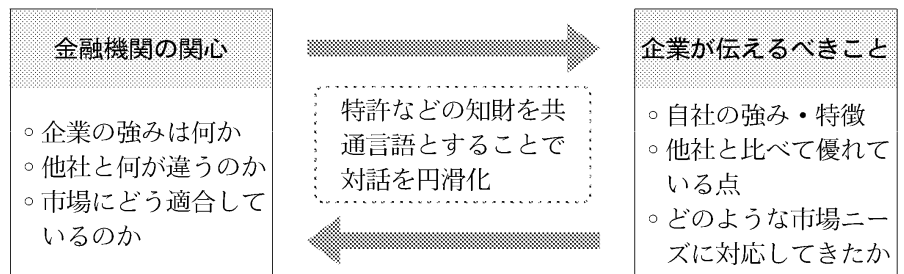 金融機関の関心
◦企業の強みは何か
◦他社と何が違うのか
◦市場にどう適合して
いるのか
特許などの知財を共
通言語とすることで
対話を円滑化
企業が伝えるべきこと
◦自社の強み・特徴
◦他社と比べて優れて
いる点
◦どのような市場ニー
ズに対応してきたか